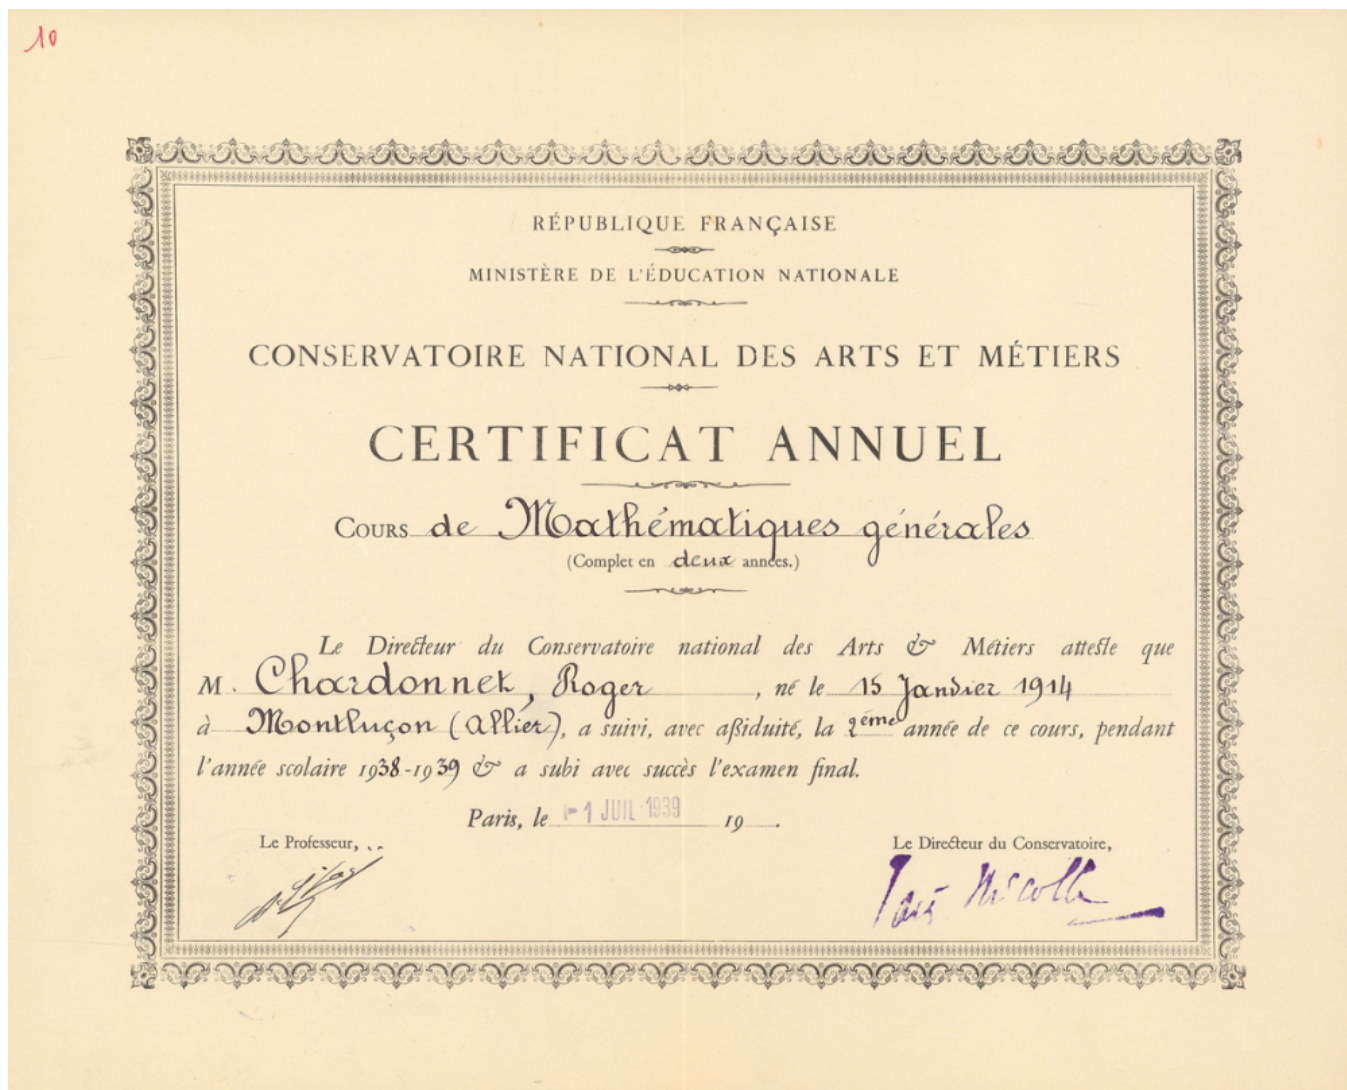 10
RÉPUBLIQUE FRANÇAISE
MINISTÈRE DE L'ÉDUCATION NATIONALE
CONSERVATOIRE NATIONAL DES ARTS ET MÉTIERS
CERTIFICAT ANNUEL
COURS de Mathématiques générales
(Complet en deux années.)
Le Directeur du Conservatoire national des Arts & Métiers atteste que
M. Chardonnet, Roger, né le 15 Janvier 1914
à Montluçon (Allier), a suivi, avec assiduité, la 2ème année de ce cours, pendant
l'année scolaire 1938-1939 & a subi avec succès l'examen final.
Paris, le -1 JUIL 1939 19 .
Le Professeur,
Le Directeur du Conservatoire,
Nicolle